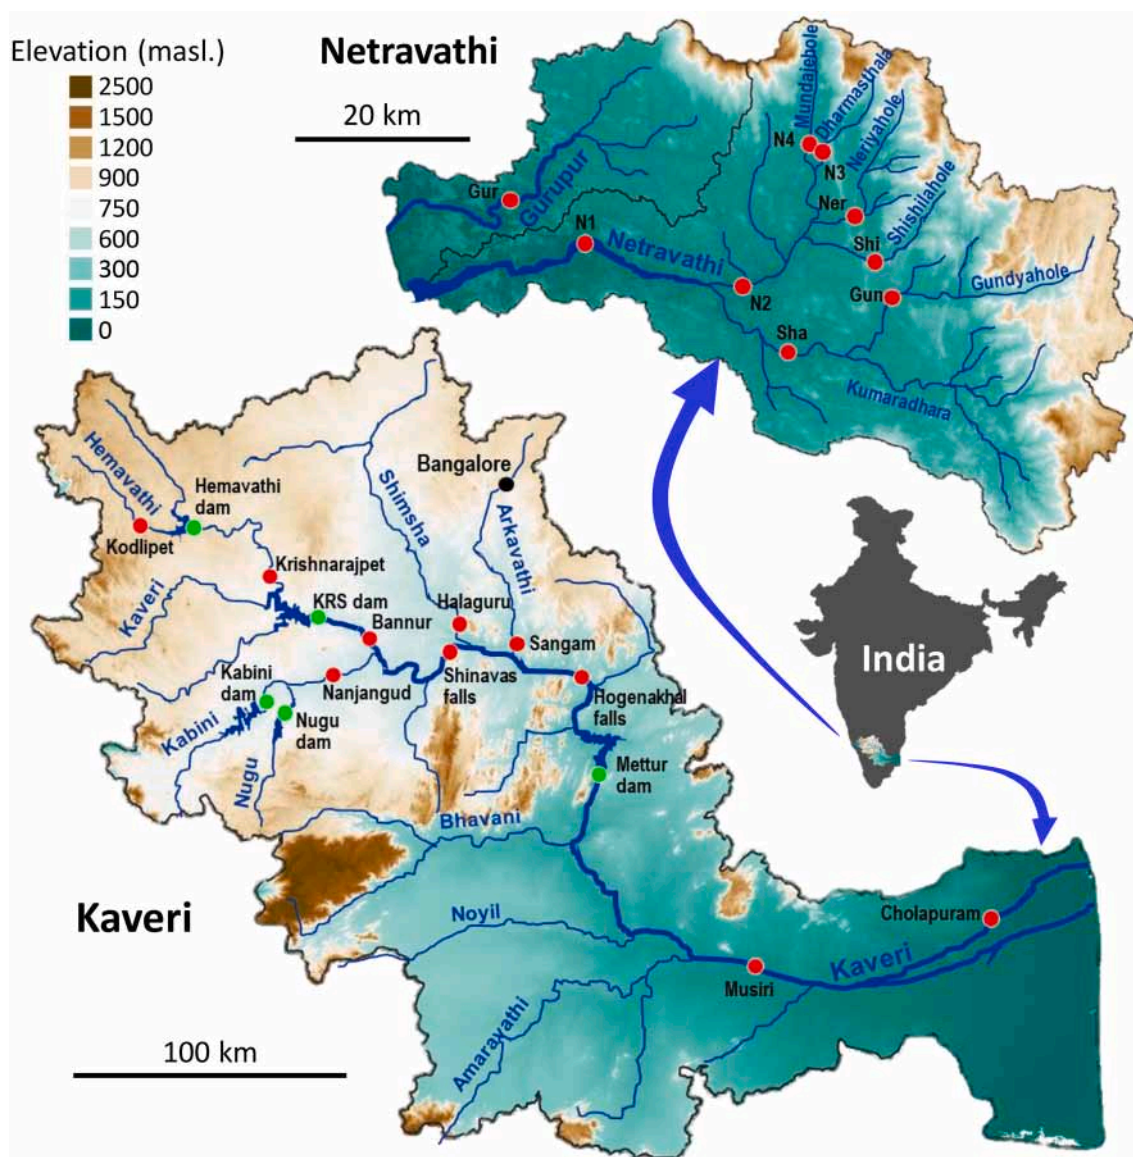 Elevation (masl.)
2500
1500
1200
900
750
600
300
150
0
Netravathi
20 km
Mundajehole
Dharmasthala
Neriyahole
Shishilahole
N4
N3
Gur
Gurupur
Ner
N1
Netravathi
Shi
Gundyahole
N2
Gun
Sha
Kumaradhara
Hemavathi
Hemavathi
dam
Kodlipet
Bangalore
Shimsha
Arkavathi
Krishnarajpet
Kaveri
KRS dam
Bannur
Halaguru
Sangam
Kabini
dam
Nanjangud
Shinavas
falls
Hogenakhal
falls
Kabini
Nugu
dam
Nugu
Mettur
dam
Bhavani
India
Kaveri
Noyil
Cholapuram
Kaveri
Musiri
Amaravathi
100 km